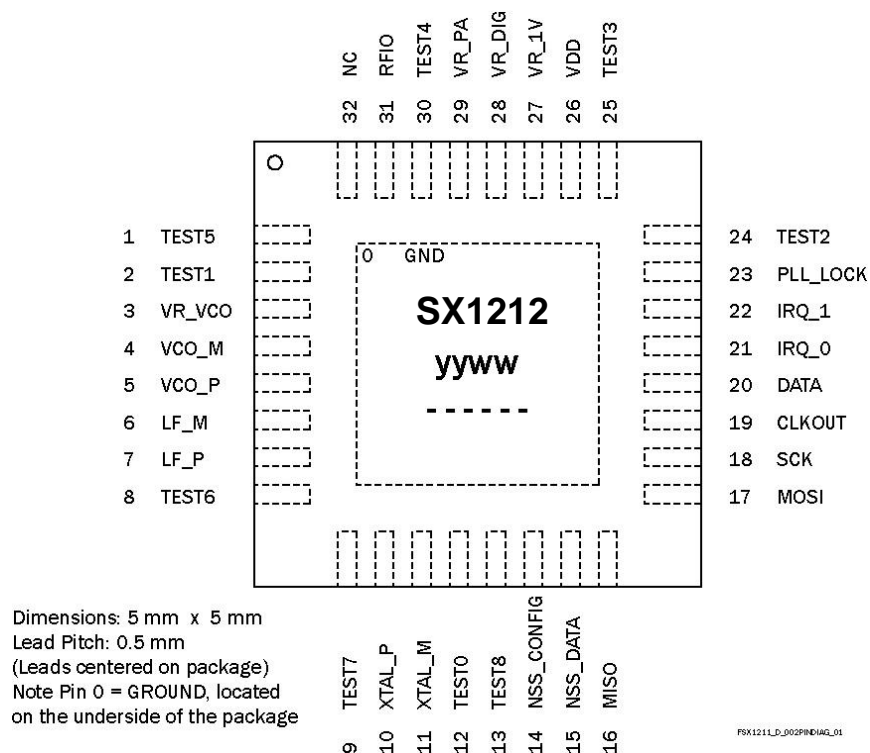 32 NC
31 RFIO
30 TEST4
29 VR_PA
28 VR_DIG
27 VR_1V
26 VDD
25 TEST3
1 TEST5
2 TEST1
3 VR_VCO
4 VCO_M
5 VCO_P
6 LF_M
7 LF_P
8 TEST6
0 GND
SX1212
yyww
------
24 TEST2
23 PLL_LOCK
22 IRQ_1
21 IRQ_0
20 DATA
19 CLKOUT
18 SCK
17 MOSI
9 TEST7
10 XTAL_P
11 XTAL_M
12 TEST0
13 TEST8
14 NSS_CONFIG
15 NSS_DATA
16 MISO
Dimensions: 5 mm x 5 mm
Lead Pitch: 0.5 mm
(Leads centered on package)
Note Pin 0 = GROUND, located
on the underside of the package
FSX1211_D_002PINDIAG_01